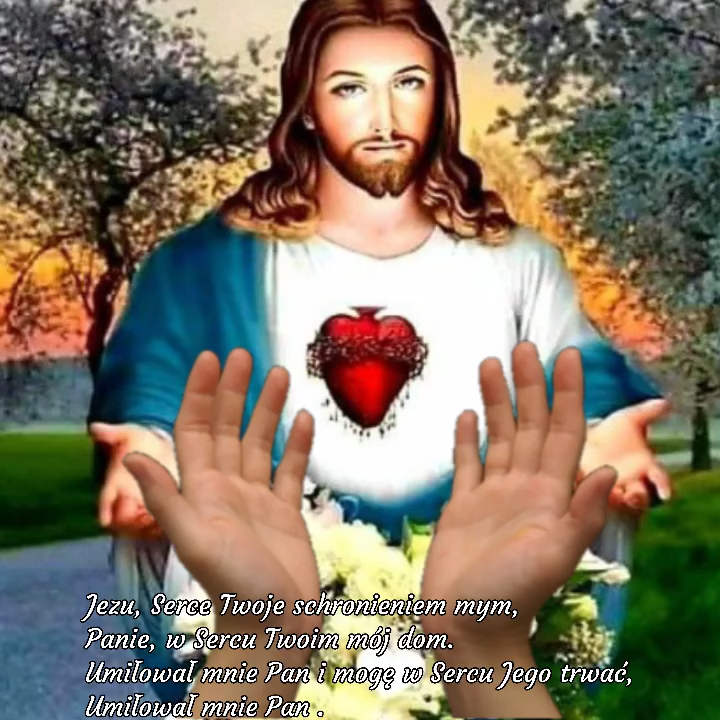 Jezu, Serce Twoje schronieniem mym,
Panie, w Sercu Twoim mój dom.
Umiłował mnie Pan i mogę w Sercu Jego trwać,
Umiłował mnie Pan .